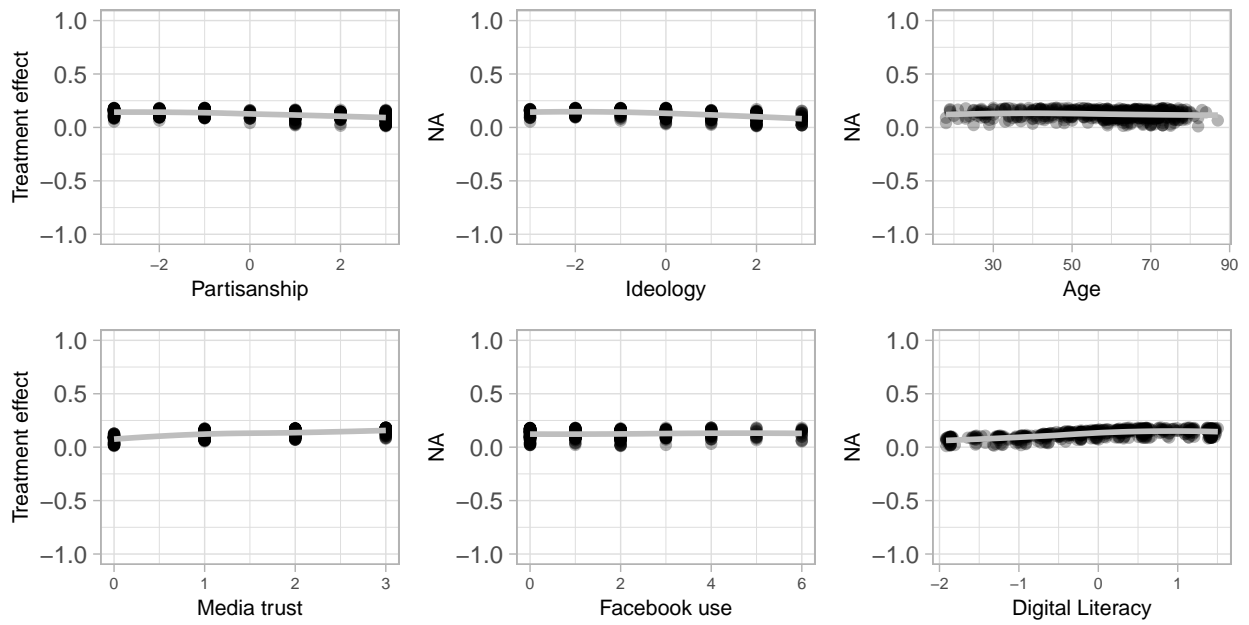 1.0
0.5
0.0
−0.5
−1.0
Treatment effect
−2 0 2
Partisanship
1.0
0.5
0.0
−0.5
−1.0
NA
−2 0 2
Ideology
1.0
0.5
0.0
−0.5
−1.0
NA
30 50 70 90
Age
1.0
0.5
0.0
−0.5
−1.0
Treatment effect
0 1 2 3
Media trust
1.0
0.5
0.0
−0.5
−1.0
NA
0 2 4 6
Facebook use
1.0
0.5
0.0
−0.5
−1.0
NA
−2 −1 0 1
Digital Literacy